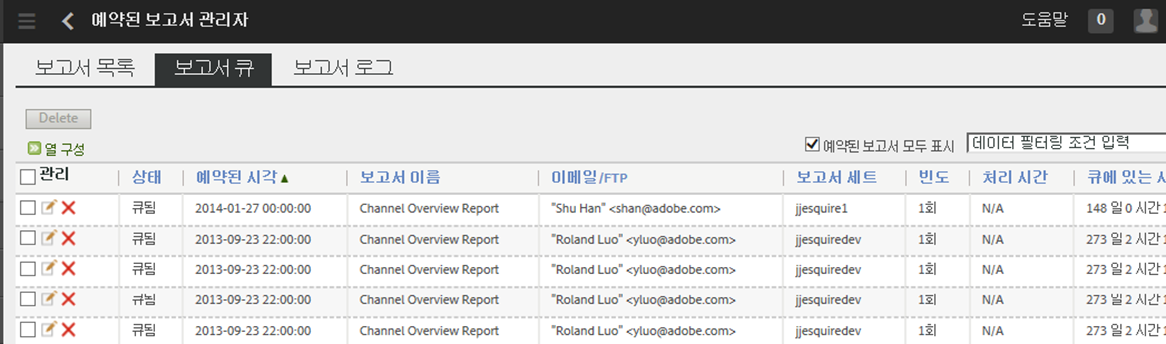 예약된 보고서 관리자 도움말 0
보고서 목록 보고서 큐 보고서 로그
Delete
열 구성 예약된 보고서 모두 표시 데이터 필터링 조건 입력
관리 상태 예약된 시각 보고서 이름 이메일/FTP 보고서 세트 빈도 처리 시간 큐에 있는
큐됨 2014-01-27 00:00:00 Channel Overview Report "Shu Han" <shan@adobe.com> jjesquire1 1회 N/A 148 일 0 시간 1
큐됨 2013-09-23 22:00:00 Channel Overview Report "Roland Luo" <yluo@adobe.com> jjesquiredev 1회 N/A 273 일 2 시간 1
큐됨 2013-09-23 22:00:00 Channel Overview Report "Roland Luo" <yluo@adobe.com> jjesquiredev 1회 N/A 273 일 2 시간 1
큐됨 2013-09-23 22:00:00 Channel Overview Report "Roland Luo" <yluo@adobe.com> jjesquiredev 1회 N/A 273 일 2 시간 1
큐됨 2013-09-23 22:00:00 Channel Overview Report "Roland Luo" <yluo@adobe.com> jjesquiredev 1회 N/A 273 일 2 시간 1